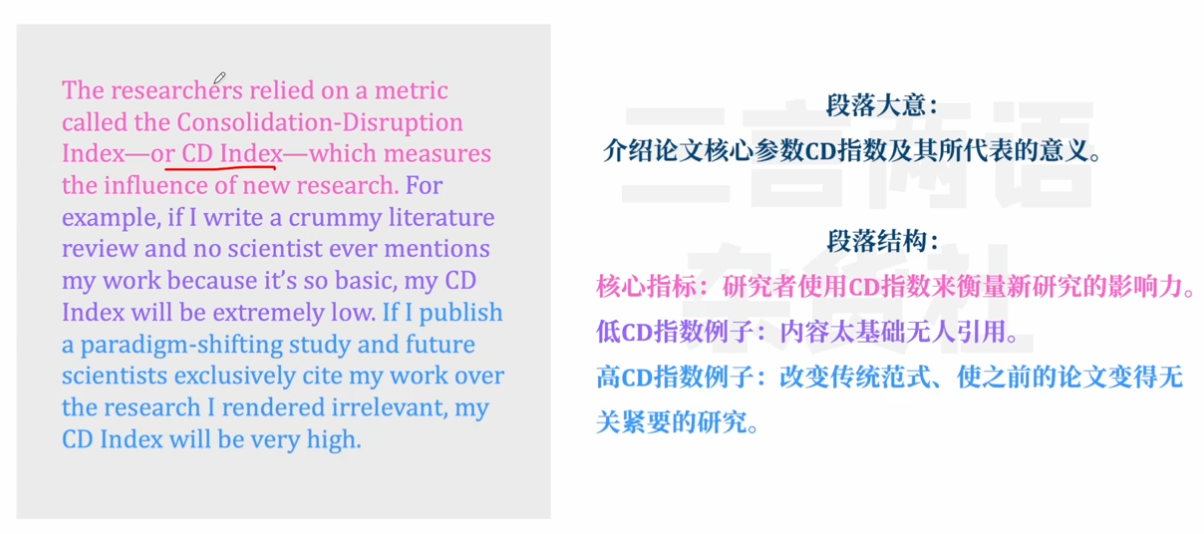 The researchers relied on a metric
called the Consolidation-Disruption
Index—or CD Index—which measures
the influence of new research. For
example, if I write a crummy literature
review and no scientist ever mentions
my work because it's so basic, my CD
Index will be extremely low. If I publish
a paradigm-shifting study and future
scientists exclusively cite my work over
the research I rendered irrelevant, my
CD Index will be very high.
三言两语
杂货社
段落大意：
介绍论文核心参数CD指数及其所代表的意义。
段落结构：
核心指标：研究者使用CD指数来衡量新研究的影响力。
低CD指数例子：内容太基础无人引用。
高CD指数例子：改变传统范式、使之前的论文变得无
关紧要的研究。